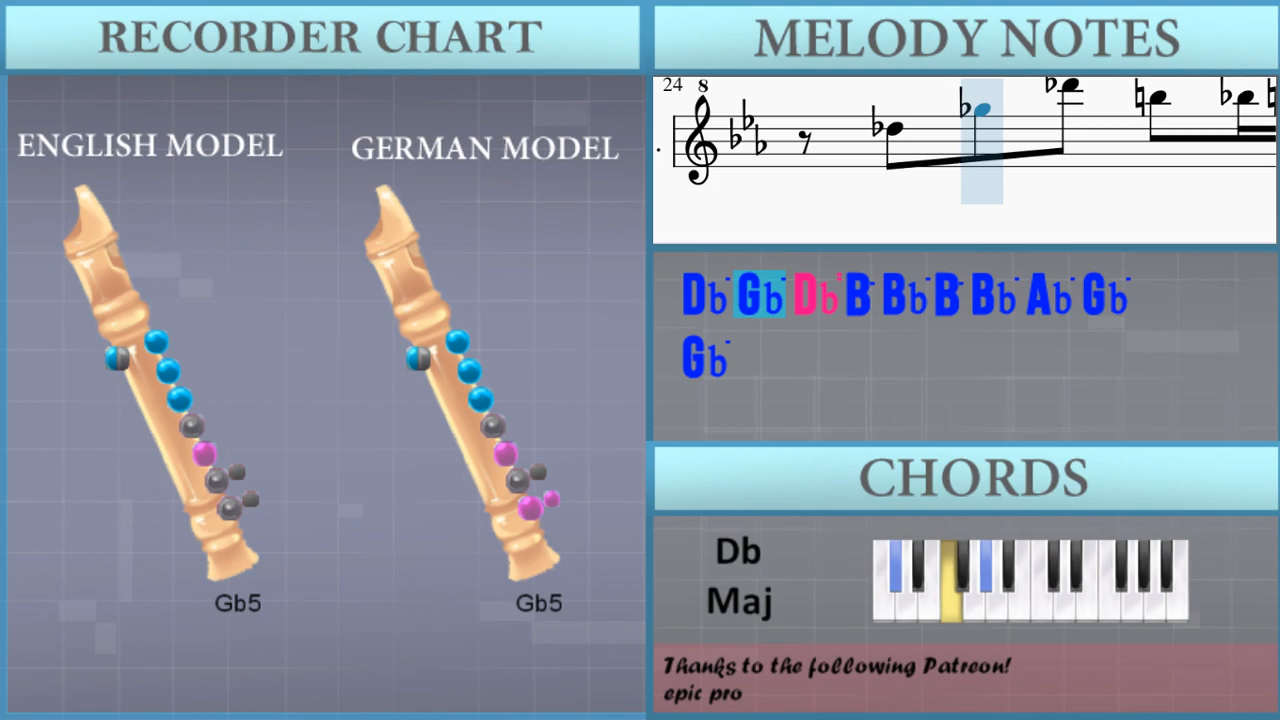 RECORDER CHART
ENGLISH MODEL
GERMAN MODEL
Gb5
Gb5
MELODY NOTES
24
8
Db˙ Gb˙ Db¨ B˙ Bb˙ B˙ Bb˙ Ab˙ Gb˙
Gb˙
CHORDS
Db
Maj
Thanks to the following Patreon!
epic pro